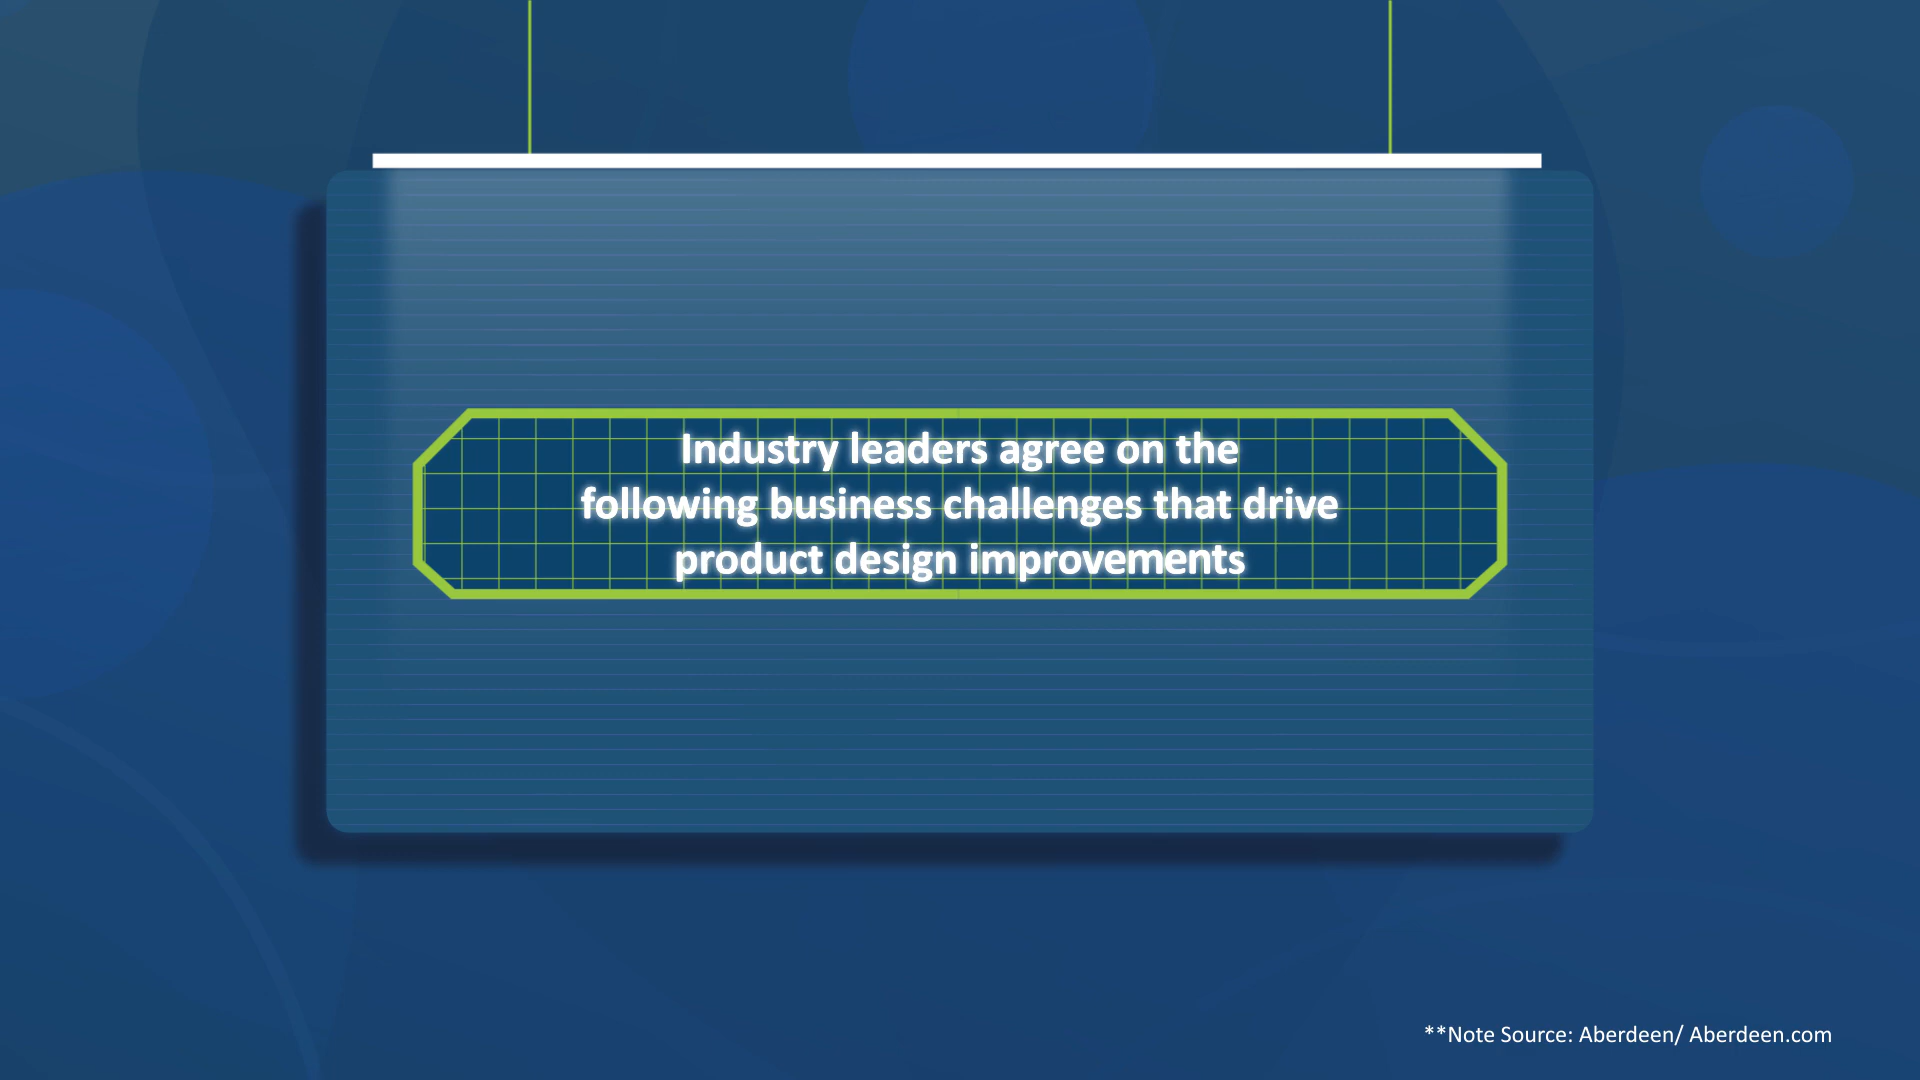 Industry leaders agree on the
following business challenges that drive
product design improvements
**Note Source: Aberdeen/ Aberdeen.com